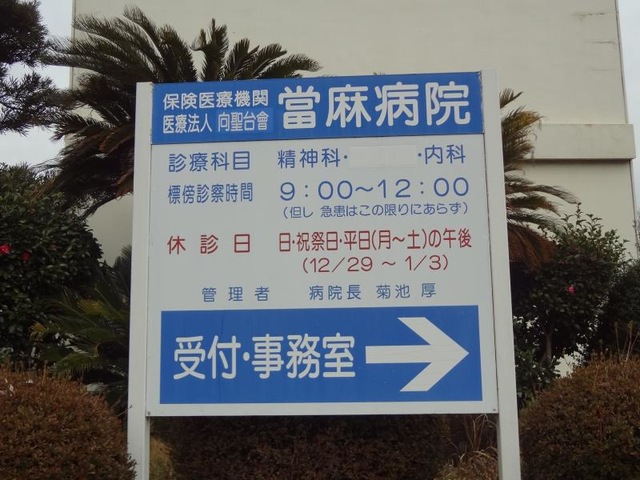 保険医療機関
医療法人 向聖台會
當麻病院
診療科目 精神科・ ・内科
標傍診察時間 9:00〜12:00
(但し 急患はこの限りにあらず)
休診日 日・祝祭日・平日(月〜土)の午後
(12/29 〜 1/3)
管理者 病院長 菊池 厚
受付・事務室